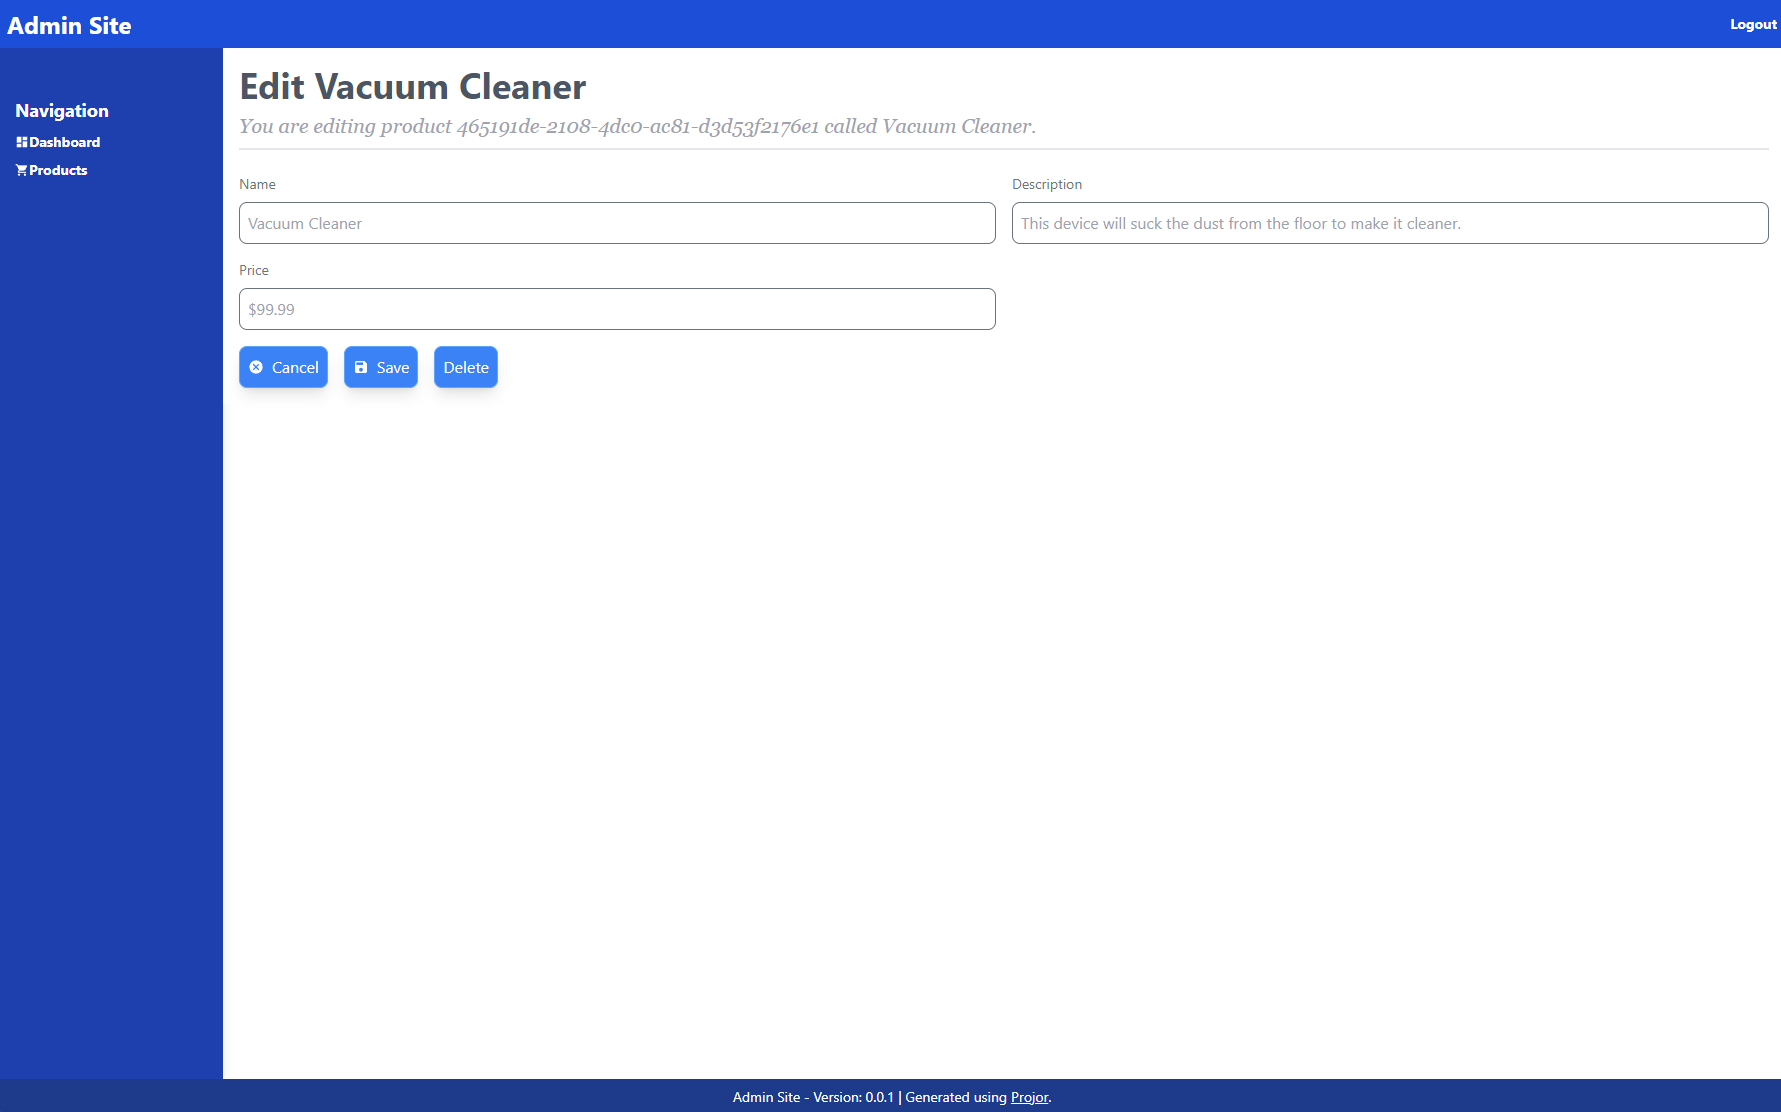 Admin Site
Logout
Navigation
Dashboard
Products
Edit Vacuum Cleaner
You are editing product 465191de-2108-4dc0-ac81-d3d53f2176e1 called Vacuum Cleaner.
Name
Description
Vacuum Cleaner
This device will suck the dust from the floor to make it cleaner.
Price
$99.99
Cancel
Save
Delete
Admin Site - Version: 0.0.1 | Generated using Projor.